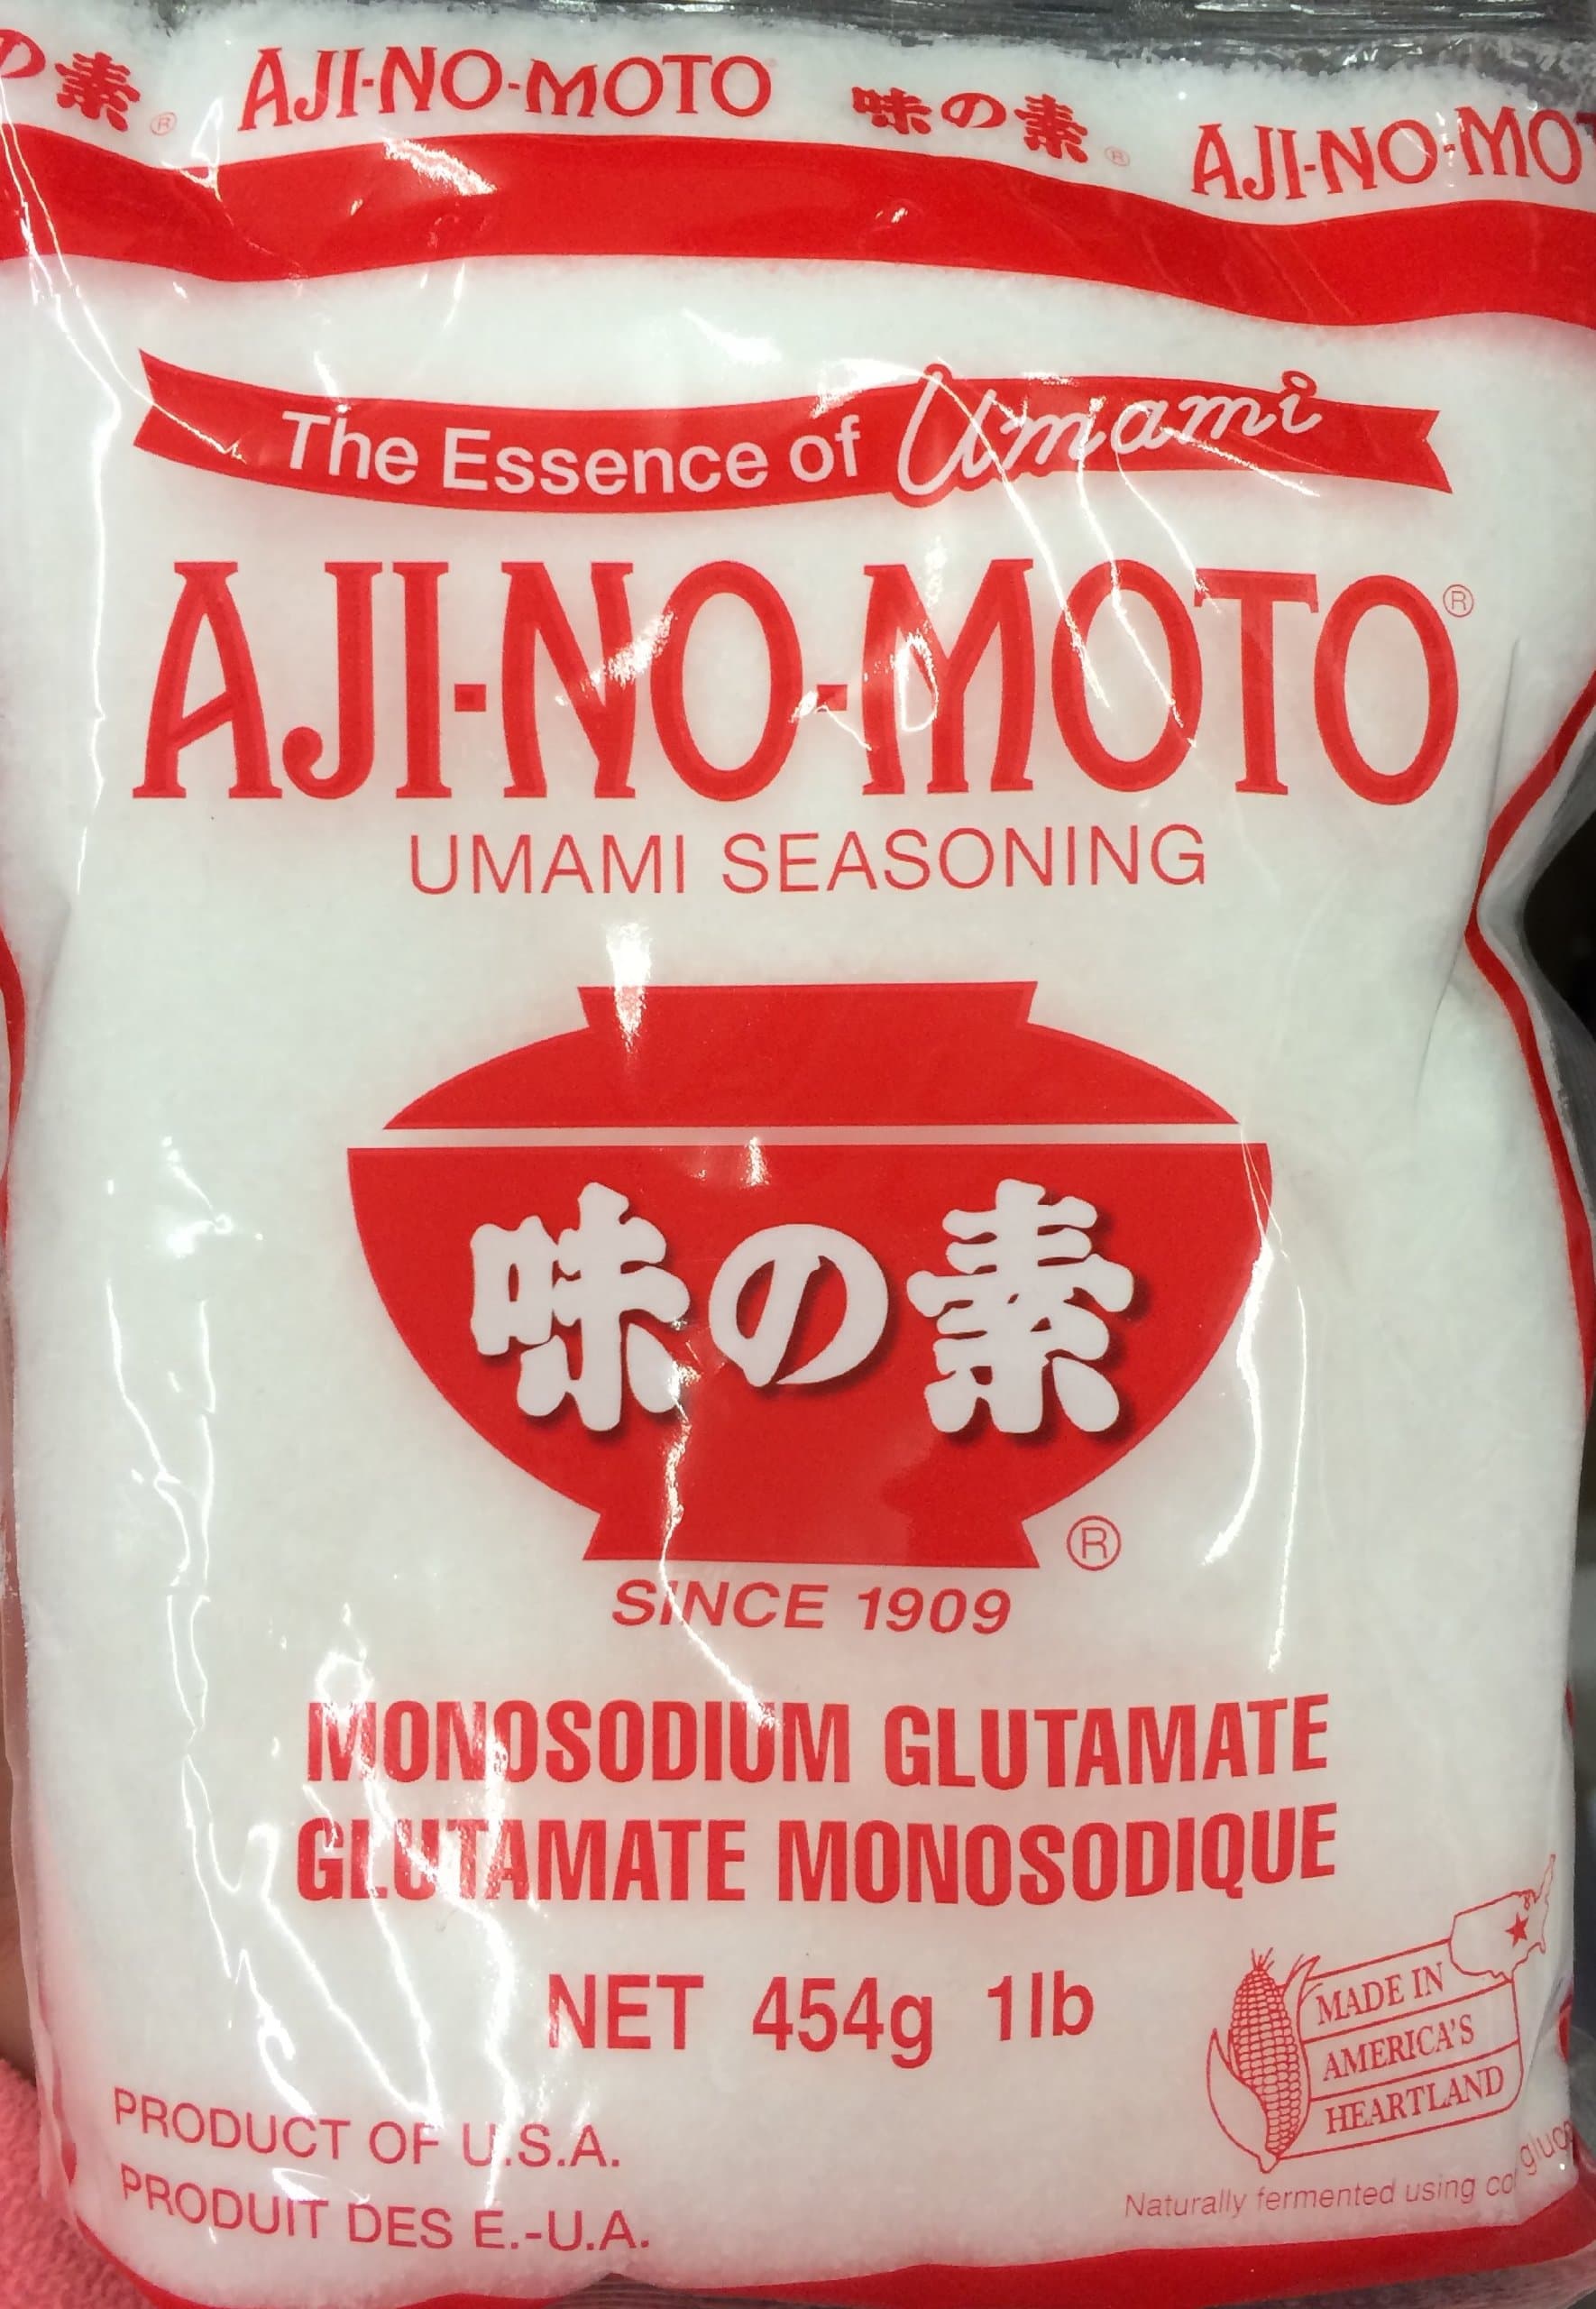 の素® AJI-NO-MOTO® 味の素® AJI-NO-MOT
The Essence of Umami
AJI-NO-MOTO®
UMAMI SEASONING
味の素
®
SINCE 1909
MONOSODIUM GLUTAMATE
GLUTAMATE MONOSODIQUE
NET 454g 1lb
MADE IN
AMERICA'S
HEARTLAND
PRODUCT OF U.S.A.
PRODUIT DES E.-U.A.
Naturally fermented using